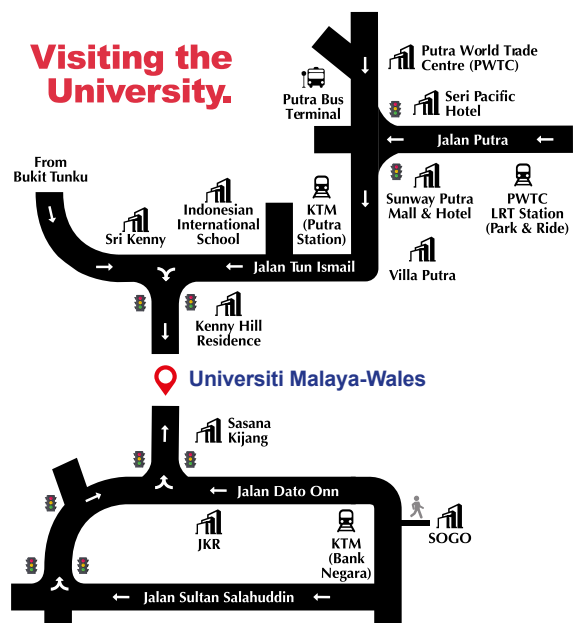 Visiting the
University.
Putra World Trade
Centre (PWTC)
Putra Bus
Terminal
Seri Pacific
Hotel
Jalan Putra
From
Bukit Tunku
Sri Kenny
Indonesian
International
School
KTM
(Putra
Station)
Sunway Putra
Mall & Hotel
PWTC
LRT Station
(Park & Ride)
Jalan Tun Ismail
Villa Putra
Kenny Hill
Residence
Universiti Malaya-Wales
Sasana
Kijang
Jalan Dato Onn
JKR
KTM
(Bank
Negara)
SOGO
Jalan Sultan Salahuddin